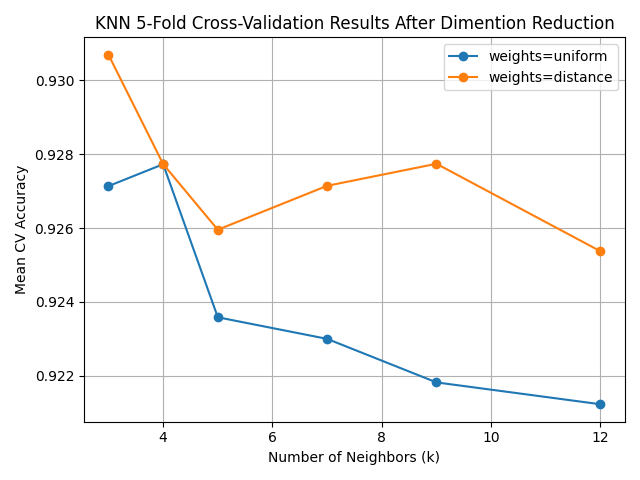 KNN 5-Fold Cross-Validation Results After Dimention Reduction
weights=uniform
weights=distance
0.930
0.928
0.926
0.924
0.922
Mean CV Accuracy
4 6 8 10 12
Number of Neighbors (k)